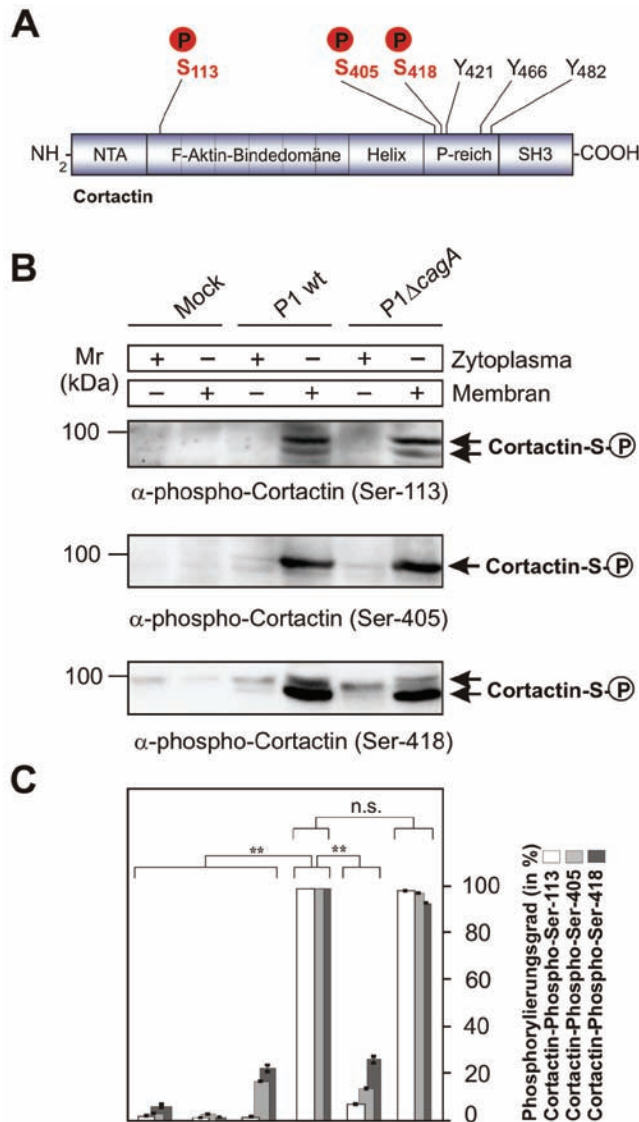 A
P P P
S113 S405 S418 Y421 Y466 Y482
NH2 NTA F-Aktin-Bindedomäne Helix P-reich SH3 COOH
Cortactin
B
Mock P1 wt P1ΔcagA
Mr
(kDa)
+ – + – + – Zytoplasma
– + – + – + Membran
100
Cortactin-S-P
α-phospho-Cortactin (Ser-113)
100
Cortactin-S-P
α-phospho-Cortactin (Ser-405)
100
Cortactin-S-P
α-phospho-Cortactin (Ser-418)
C
n.s.
** **
100
80
60
40
20
0
Phosphorylierungsgrad (in %)
Cortactin-Phospho-Ser-113
Cortactin-Phospho-Ser-405
Cortactin-Phospho-Ser-418